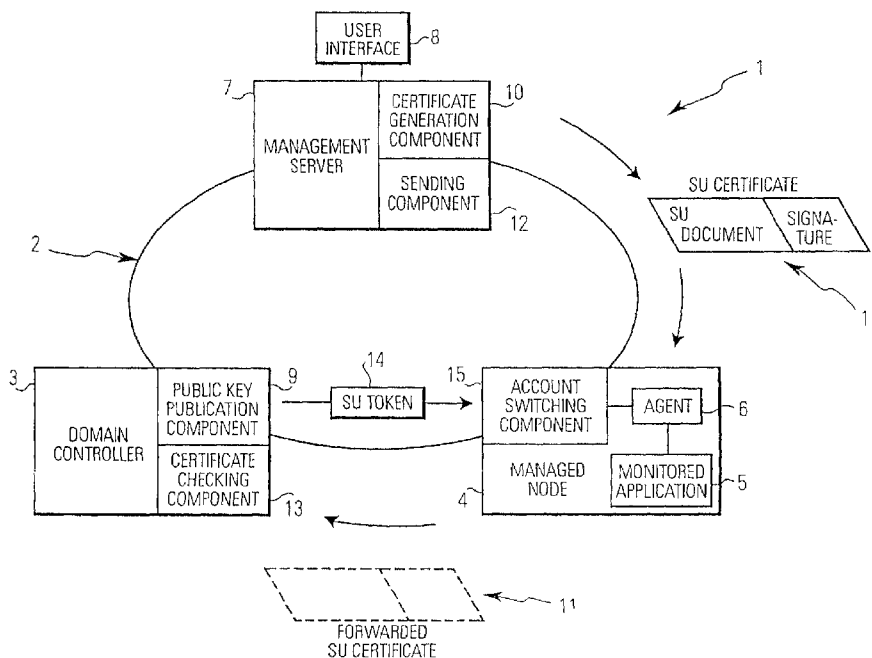 USER
INTERFACE
8
7
10
1
MANAGEMENT
SERVER
CERTIFICATE
GENERATION
COMPONENT
SENDING
COMPONENT
12
SU CERTIFICATE
SU
DOCUMENT
SIGNA-
TURE
1
2
3
9
14
15
DOMAIN
CONTROLLER
PUBLIC KEY
PUBLICATION
COMPONENT
CERTIFICATE
CHECKING
COMPONENT
13
SU TOKEN
ACCOUNT
SWITCHING
COMPONENT
AGENT
6
MANAGED
NODE
4
MONITORED
APPLICATION
5
11
FORWARDED
SU CERTIFICATE